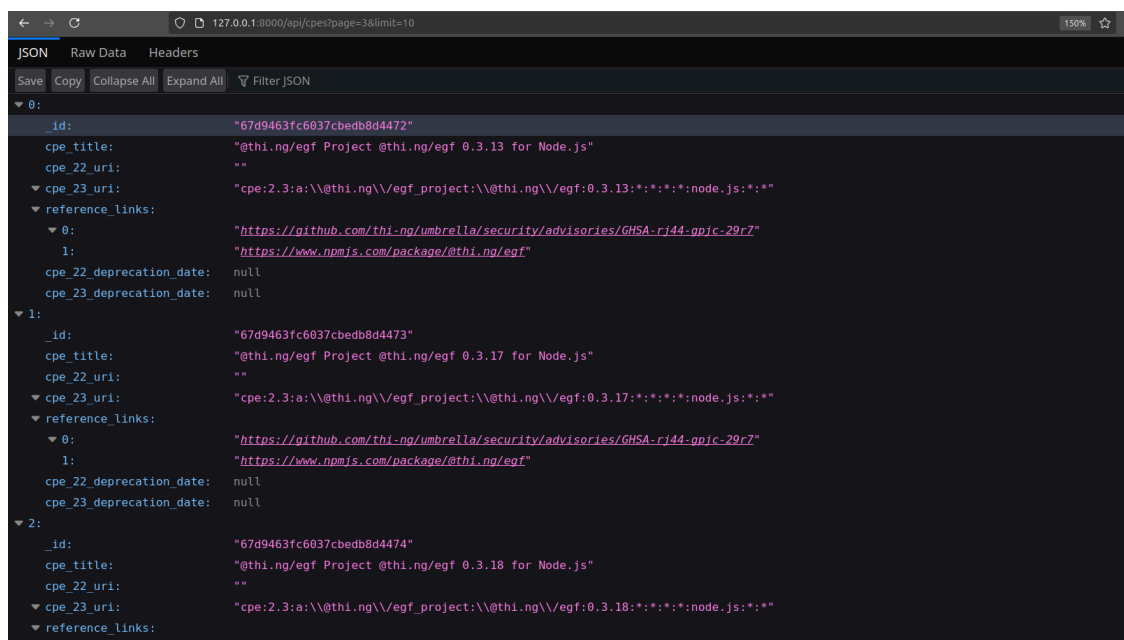 127.0.0.1:8000/api/cpes?page=3&limit=10 150%
JSON Raw Data Headers
Save Copy Collapse All Expand All Filter JSON
0:
_id: "67d9463fc6037cbedb8d4472"
cpe_title: "@thi.ng/egf Project @thi.ng/egf 0.3.13 for Node.js"
cpe_22_uri: ""
cpe_23_uri: "cpe:2.3:a:\\@thi.ng\\/egf_project:\\@thi.ng\\/egf:0.3.13:*:*:*:*:node.js:*:*"
reference_links:
0: "https://github.com/thi-ng/umbrella/security/advisories/GHSA-rj44-gpjc-29r7"
1: "https://www.npmjs.com/package/@thi.ng/egf"
cpe_22_deprecation_date: null
cpe_23_deprecation_date: null
1:
_id: "67d9463fc6037cbedb8d4473"
cpe_title: "@thi.ng/egf Project @thi.ng/egf 0.3.17 for Node.js"
cpe_22_uri: ""
cpe_23_uri: "cpe:2.3:a:\\@thi.ng\\/egf_project:\\@thi.ng\\/egf:0.3.17:*:*:*:*:node.js:*:*"
reference_links:
0: "https://github.com/thi-ng/umbrella/security/advisories/GHSA-rj44-gpjc-29r7"
1: "https://www.npmjs.com/package/@thi.ng/egf"
cpe_22_deprecation_date: null
cpe_23_deprecation_date: null
2:
_id: "67d9463fc6037cbedb8d4474"
cpe_title: "@thi.ng/egf Project @thi.ng/egf 0.3.18 for Node.js"
cpe_22_uri: ""
cpe_23_uri: "cpe:2.3:a:\\@thi.ng\\/egf_project:\\@thi.ng\\/egf:0.3.18:*:*:*:*:node.js:*:*"
reference_links: